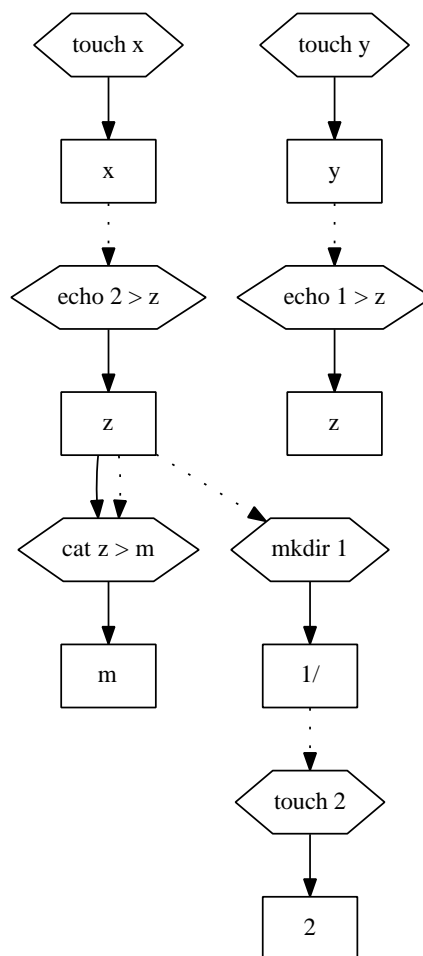 touch x
touch y
x
y
echo 2 > z
echo 1 > z
z
z
cat z > m
mkdir 1
m
1/
touch 2
2